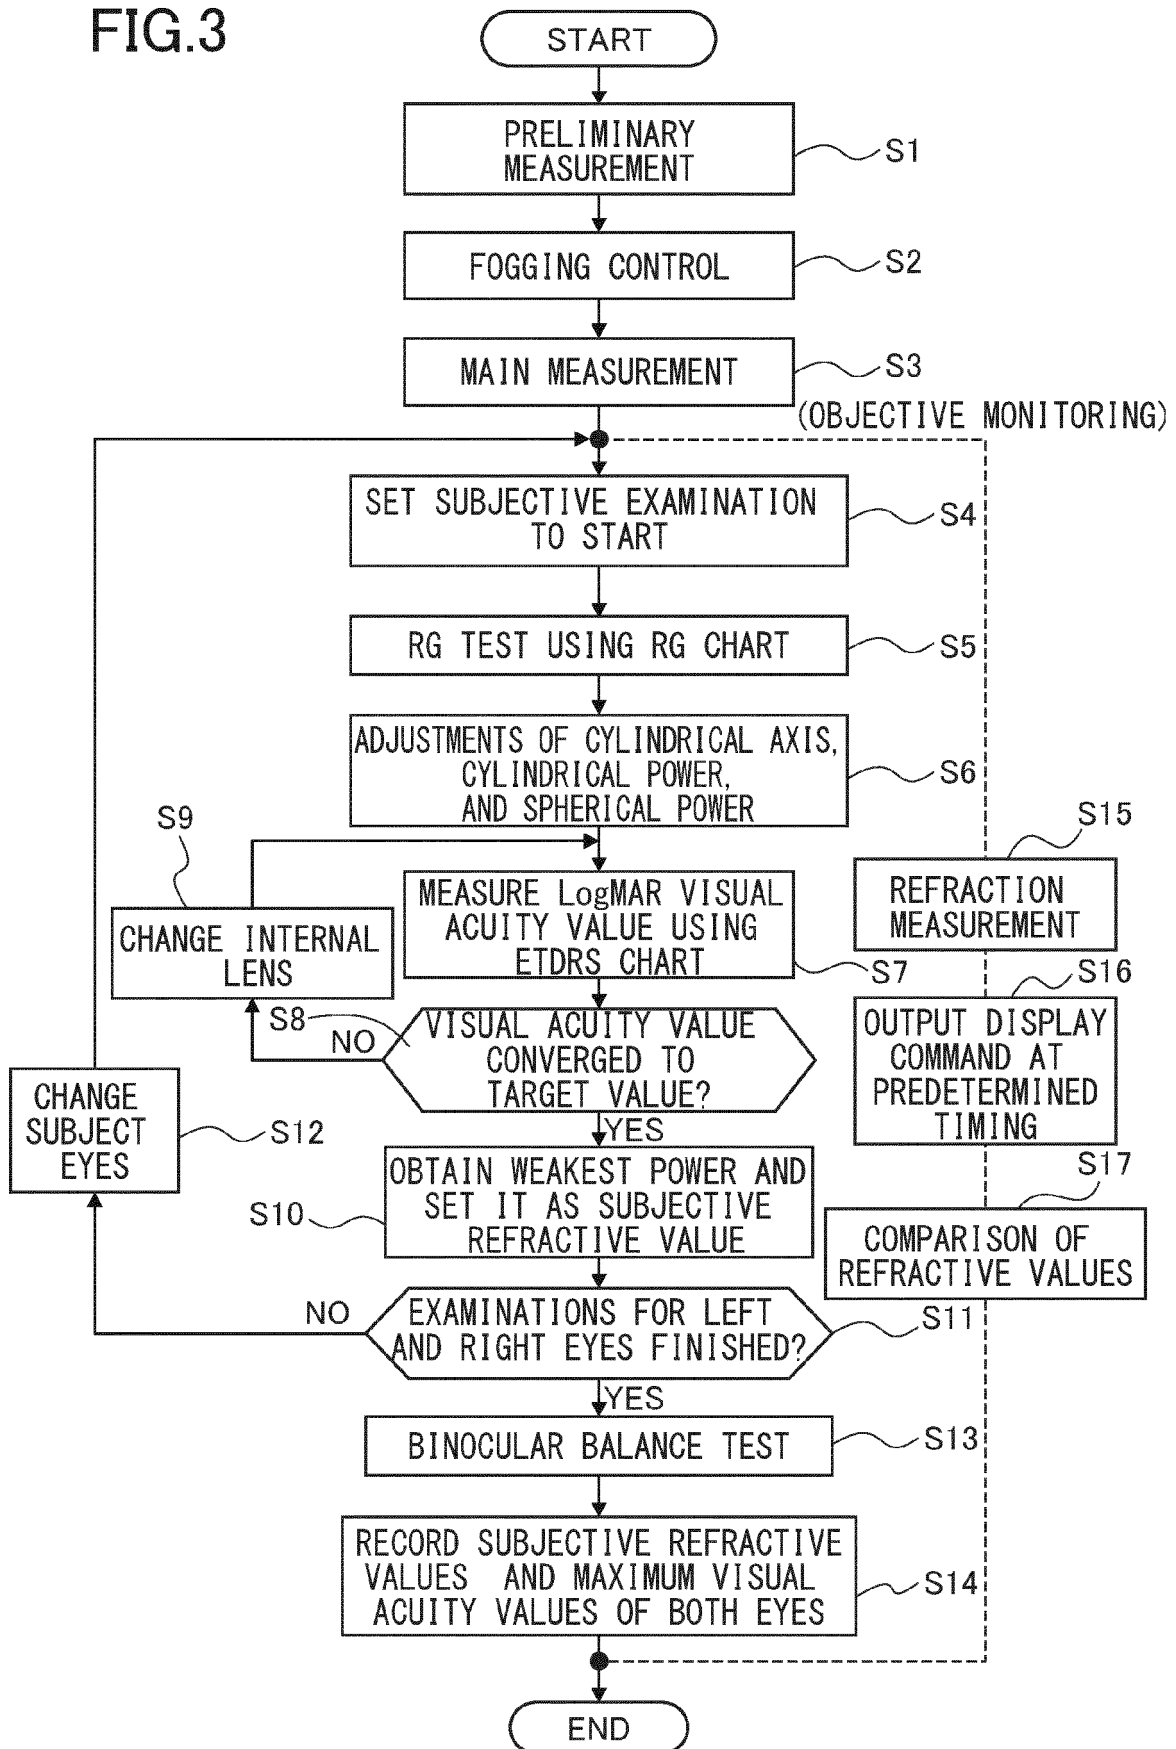 FIG.3
START
PRELIMINARY
MEASUREMENT
S1
FOGGING CONTROL
S2
MAIN MEASUREMENT
S3
(OBJECTIVE MONITORING)
SET SUBJECTIVE EXAMINATION
TO START
S4
RG TEST USING RG CHART
S5
ADJUSTMENTS OF CYLINDRICAL AXIS,
CYLINDRICAL POWER,
AND SPHERICAL POWER
S6
S9
CHANGE INTERNAL
LENS
MEASURE LogMAR VISUAL
ACUITY VALUE USING
ETDRS CHART
S7
S15
REFRACTION
MEASUREMENT
S8
NO
VISUAL ACUITY VALUE
CONVERGED TO
TARGET VALUE?
YES
S16
OUTPUT DISPLAY
COMMAND AT
PREDETERMINED
TIMING
CHANGE
SUBJECT
EYES
S12
OBTAIN WEAKEST POWER AND
SET IT AS SUBJECTIVE
REFRACTIVE VALUE
S10
S17
COMPARISON OF
REFRACTIVE VALUES
NO
EXAMINATIONS FOR LEFT
AND RIGHT EYES FINISHED?
S11
YES
BINOCULAR BALANCE TEST
S13
RECORD SUBJECTIVE REFRACTIVE
VALUES AND MAXIMUM VISUAL
ACUITY VALUES OF BOTH EYES
S14
END